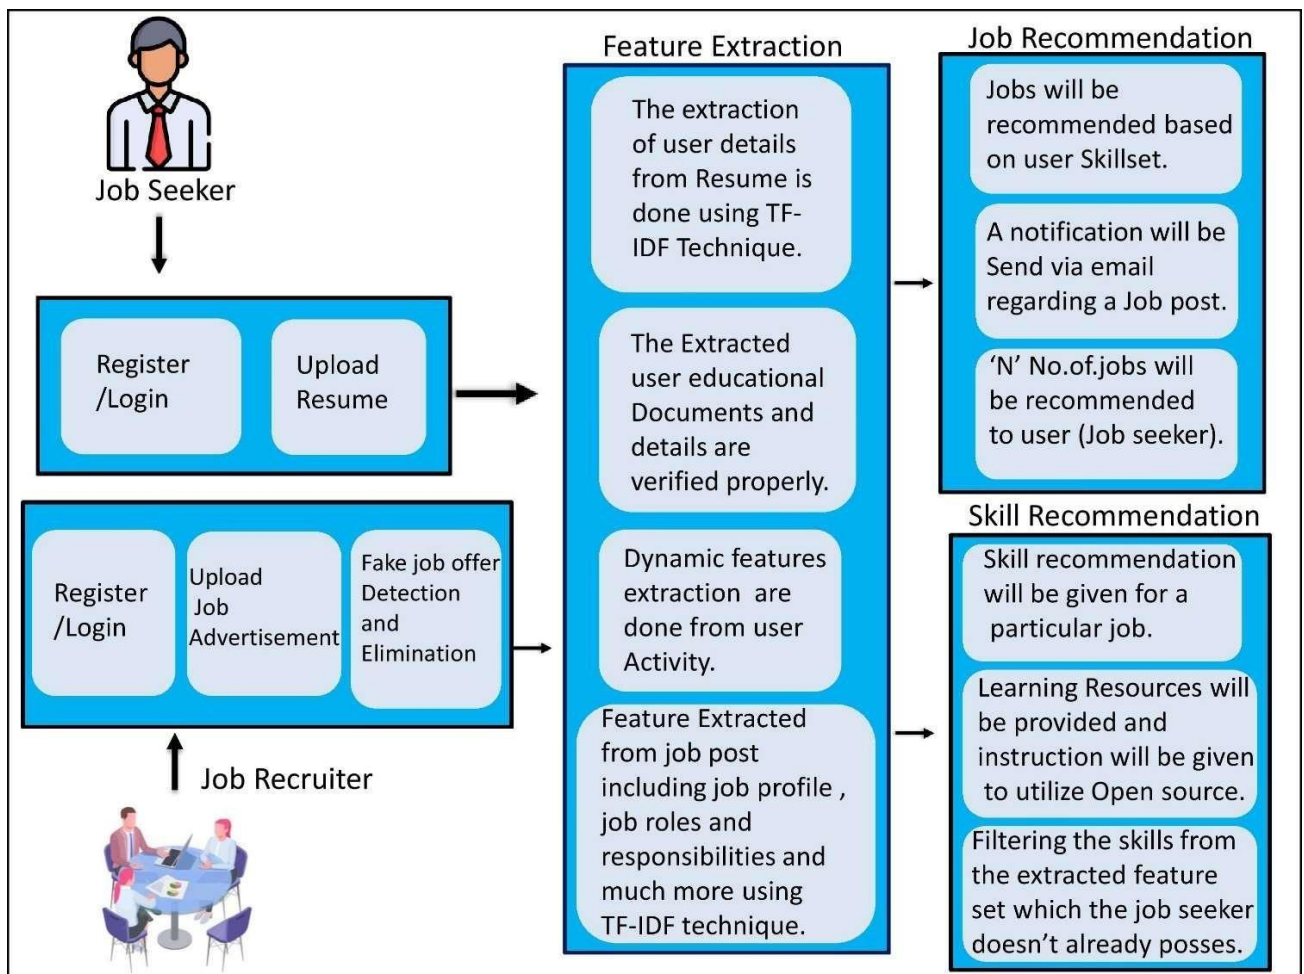 Job Seeker
Register
/Login
Upload
Resume
Register
/Login
Upload
Job
Advertisement
Fake job offer
Detection
and
Elimination
Job Recruiter
Feature Extraction
The extraction
of user details
from Resume is
done using TF-
IDF Technique.
The Extracted
user educational
Documents and
details are
verified properly.
Dynamic features
extraction are
done from user
Activity.
Feature Extracted
from job post
including job profile ,
job roles and
responsibilities and
much more using
TF-IDF technique.
Job Recommendation
Jobs will be
recommended based
on user Skillset.
A notification will be
Send via email
regarding a Job post.
‘N’ No.of.jobs will
be recommended
to user (Job seeker).
Skill Recommendation
Skill recommendation
will be given for a
particular job.
Learning Resources will
be provided and
instruction will be given
to utilize Open source.
Filtering the skills from
the extracted feature
set which the job seeker
doesn’t already posses.